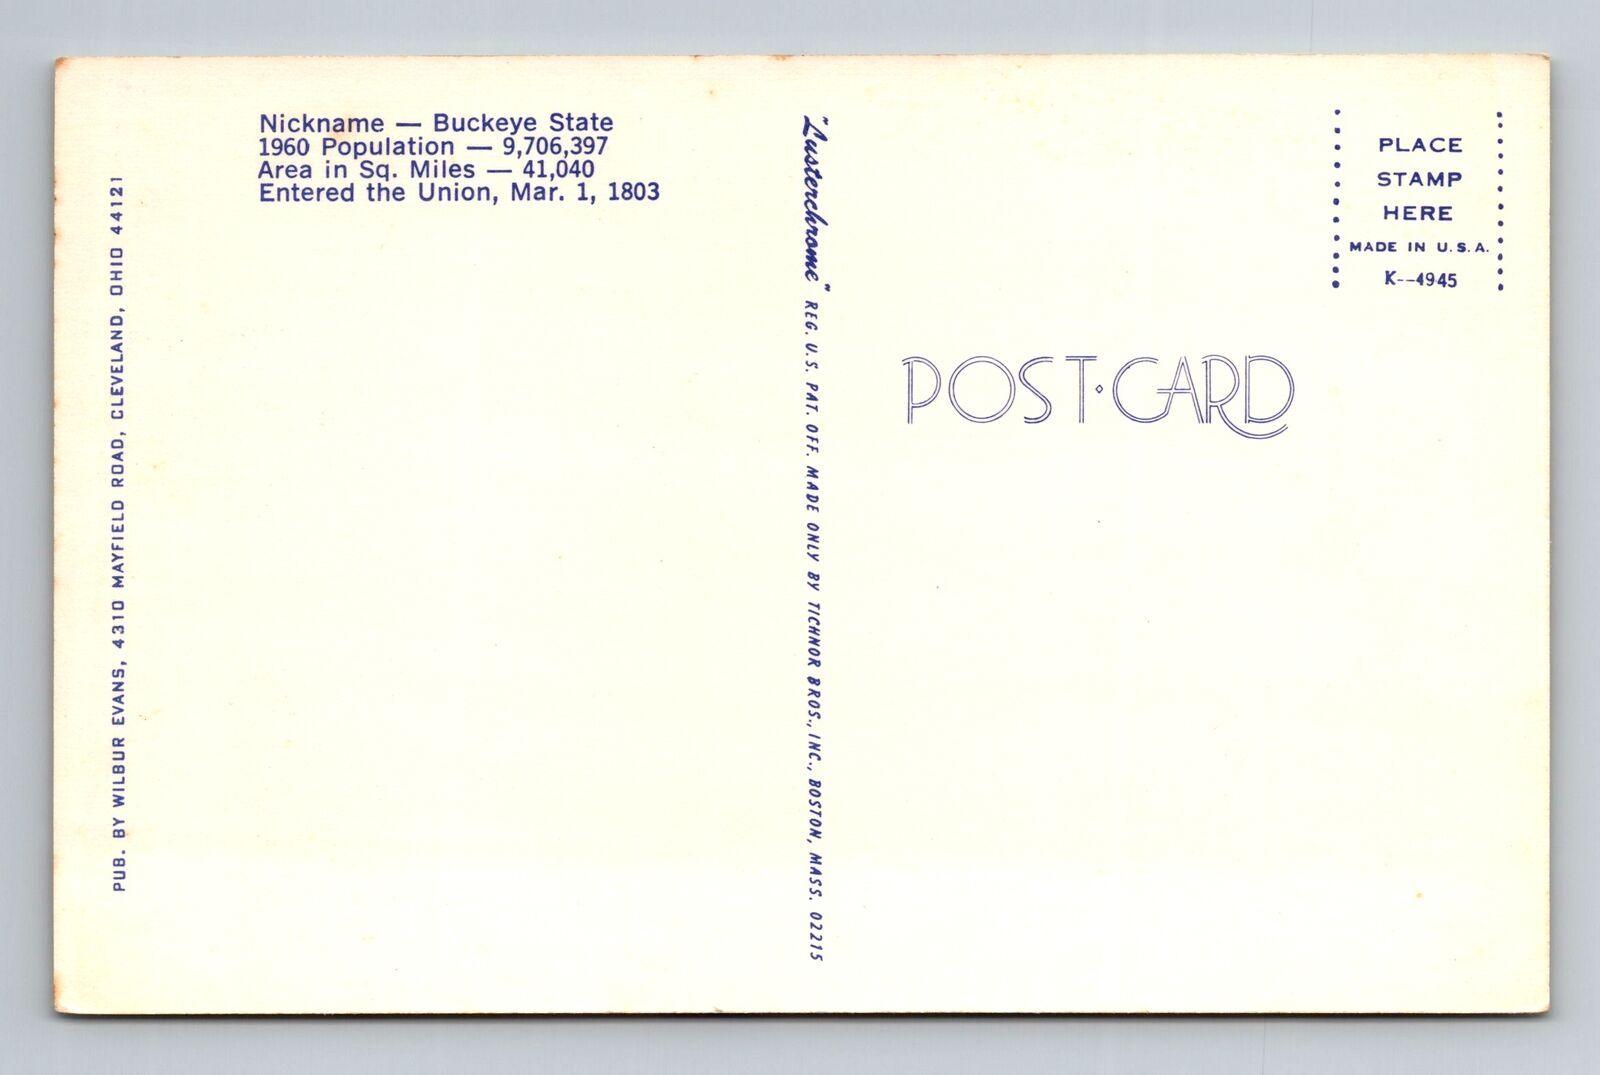 Nickname — Buckeye State
1960 Population — 9,706,397
Area in Sq. Miles — 41,040
Entered the Union, Mar. 1, 1803
PUB. BY WILBUR EVANS, 4310 MAYFIELD ROAD, CLEVELAND, OHIO 44121
"Lusterchrome" REG. U.S. PAT. OFF. MADE ONLY BY TICHNOR BROS., INC., BOSTON, MASS. 02215
PLACE
STAMP
HERE
MADE IN U.S.A.
K--4945
POST·CARD